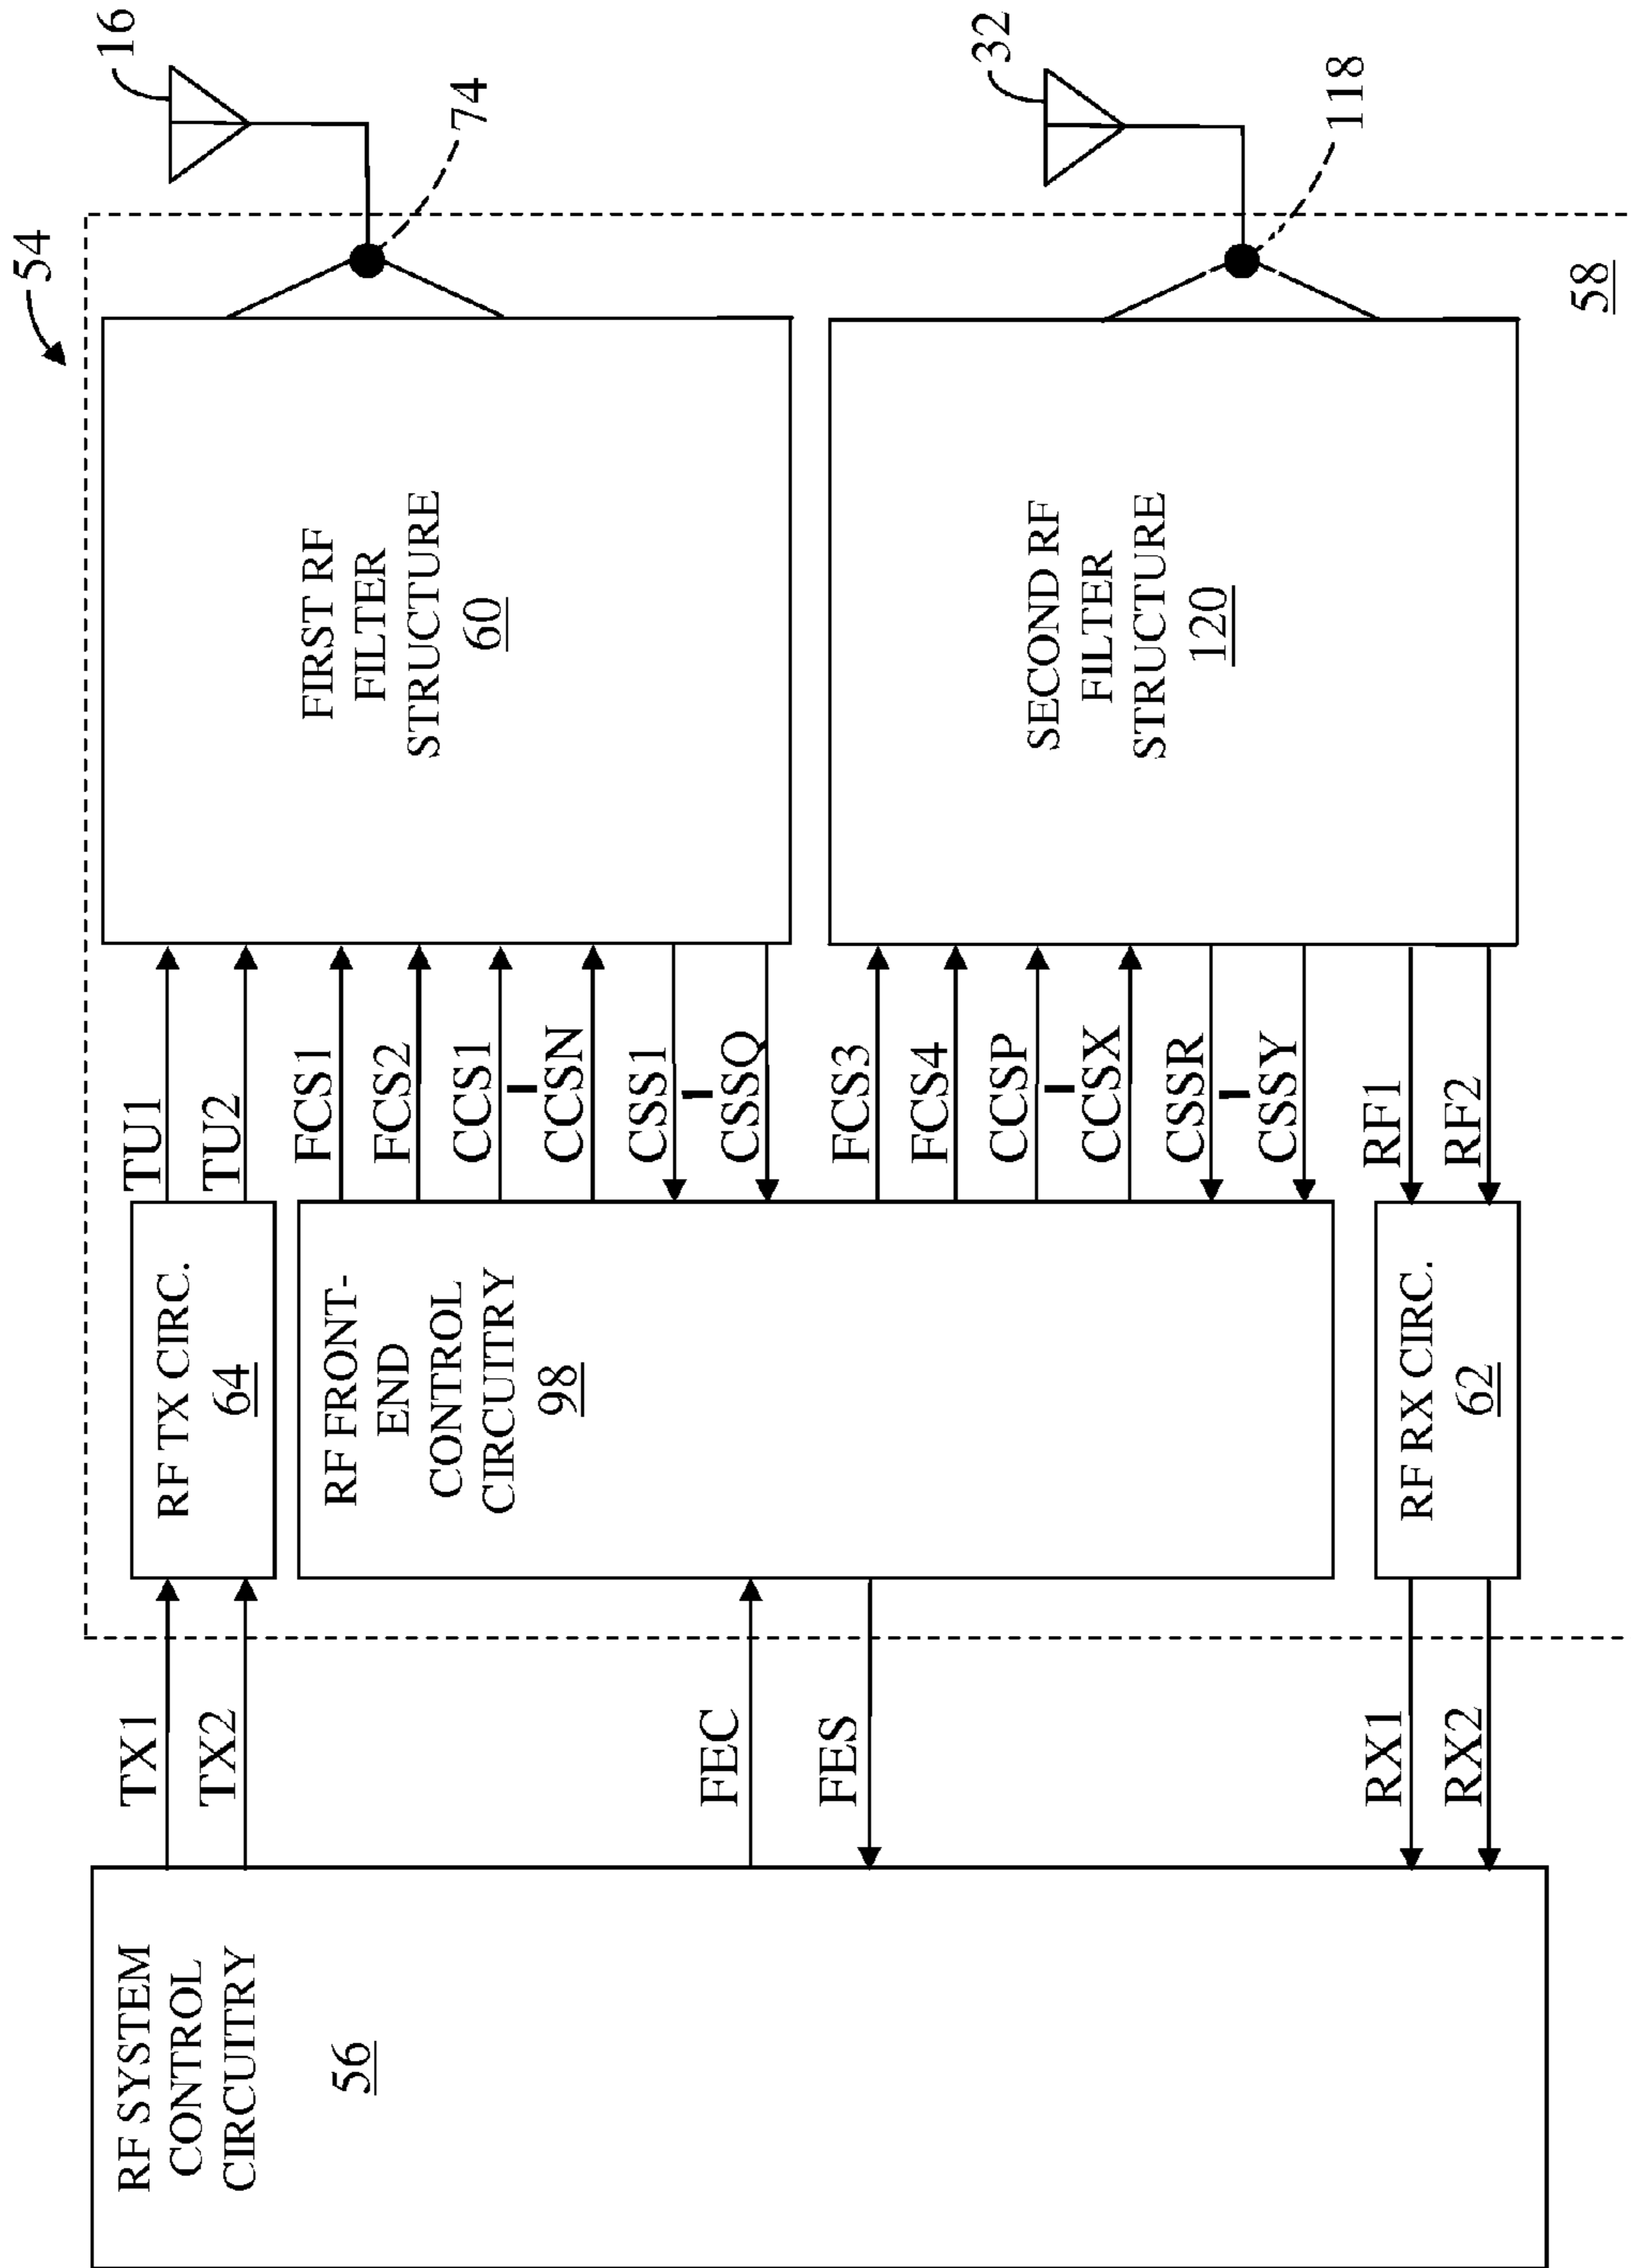 54
16
74
32
118
58
FIRST RF
FILTER
STRUCTURE
60
SECOND RF
FILTER
STRUCTURE
120
TU1
TU2
FCS1
FCS2
CCS1
CCSN
CSS1
CSSQ
FCS3
FCS4
CCSP
CCSX
CSSR
CSSY
RF1
RF2
RF TX CIRC.
64
RF FRONT-
END
CONTROL
CIRCUITRY
98
RF RX CIRC.
62
TX1
TX2
FEC
FES
RX1
RX2
RF SYSTEM
CONTROL
CIRCUITRY
56